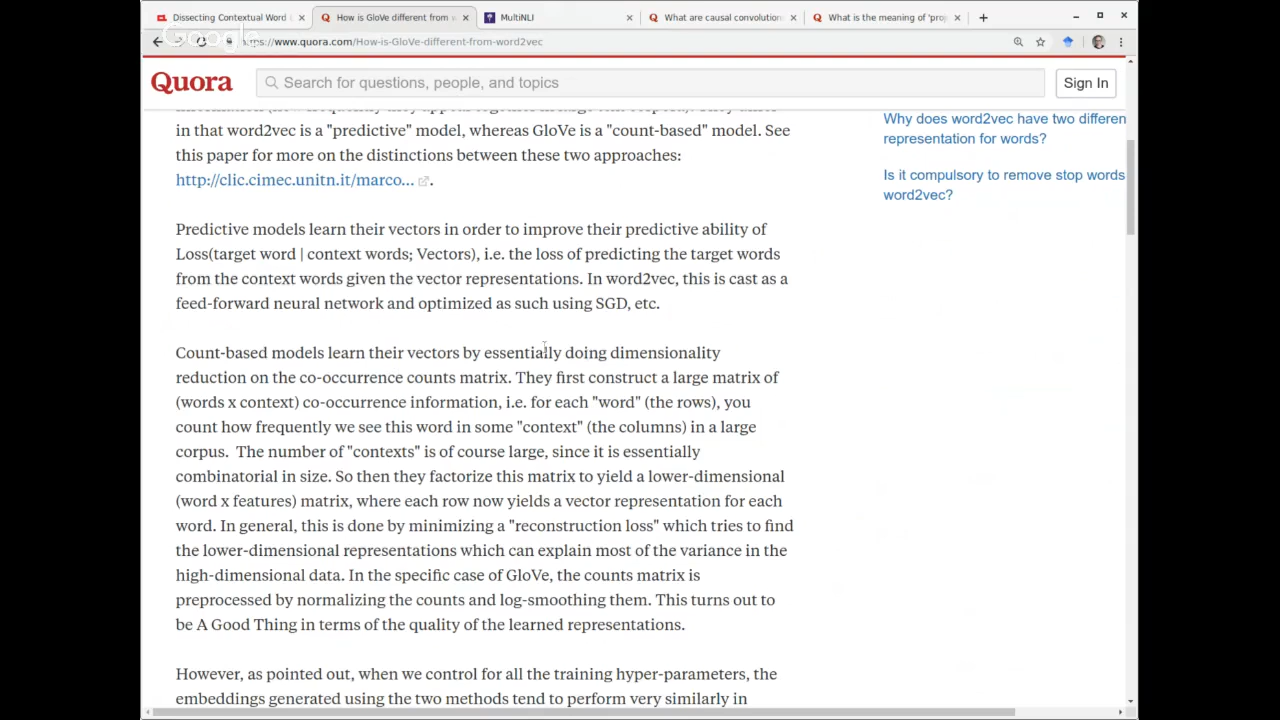 Dissecting Contextual Word
How is GloVe different from
MultiNLI
What are causal convolution
What is the meaning of 'pro
Google
https://www.quora.com/How-is-GloVe-different-from-word2vec
Quora
Search for questions, people, and topics
Sign In
in that word2vec is a "predictive" model, whereas GloVe is a "count-based" model. See
this paper for more on the distinctions between these two approaches:
http://clic.cimec.unitn.it/marco... .
Predictive models learn their vectors in order to improve their predictive ability of
Loss(target word | context words; Vectors), i.e. the loss of predicting the target words
from the context words given the vector representations. In word2vec, this is cast as a
feed-forward neural network and optimized as such using SGD, etc.
Count-based models learn their vectors by essentially doing dimensionality
reduction on the co-occurrence counts matrix. They first construct a large matrix of
(words x context) co-occurrence information, i.e. for each "word" (the rows), you
count how frequently we see this word in some "context" (the columns) in a large
corpus.  The number of "contexts" is of course large, since it is essentially
combinatorial in size. So then they factorize this matrix to yield a lower-dimensional
(word x features) matrix, where each row now yields a vector representation for each
word. In general, this is done by minimizing a "reconstruction loss" which tries to find
the lower-dimensional representations which can explain most of the variance in the
high-dimensional data. In the specific case of GloVe, the counts matrix is
preprocessed by normalizing the counts and log-smoothing them. This turns out to
be A Good Thing in terms of the quality of the learned representations.
However, as pointed out, when we control for all the training hyper-parameters, the
embeddings generated using the two methods tend to perform very similarly in
Why does word2vec have two differen
representation for words?
Is it compulsory to remove stop words
word2vec?